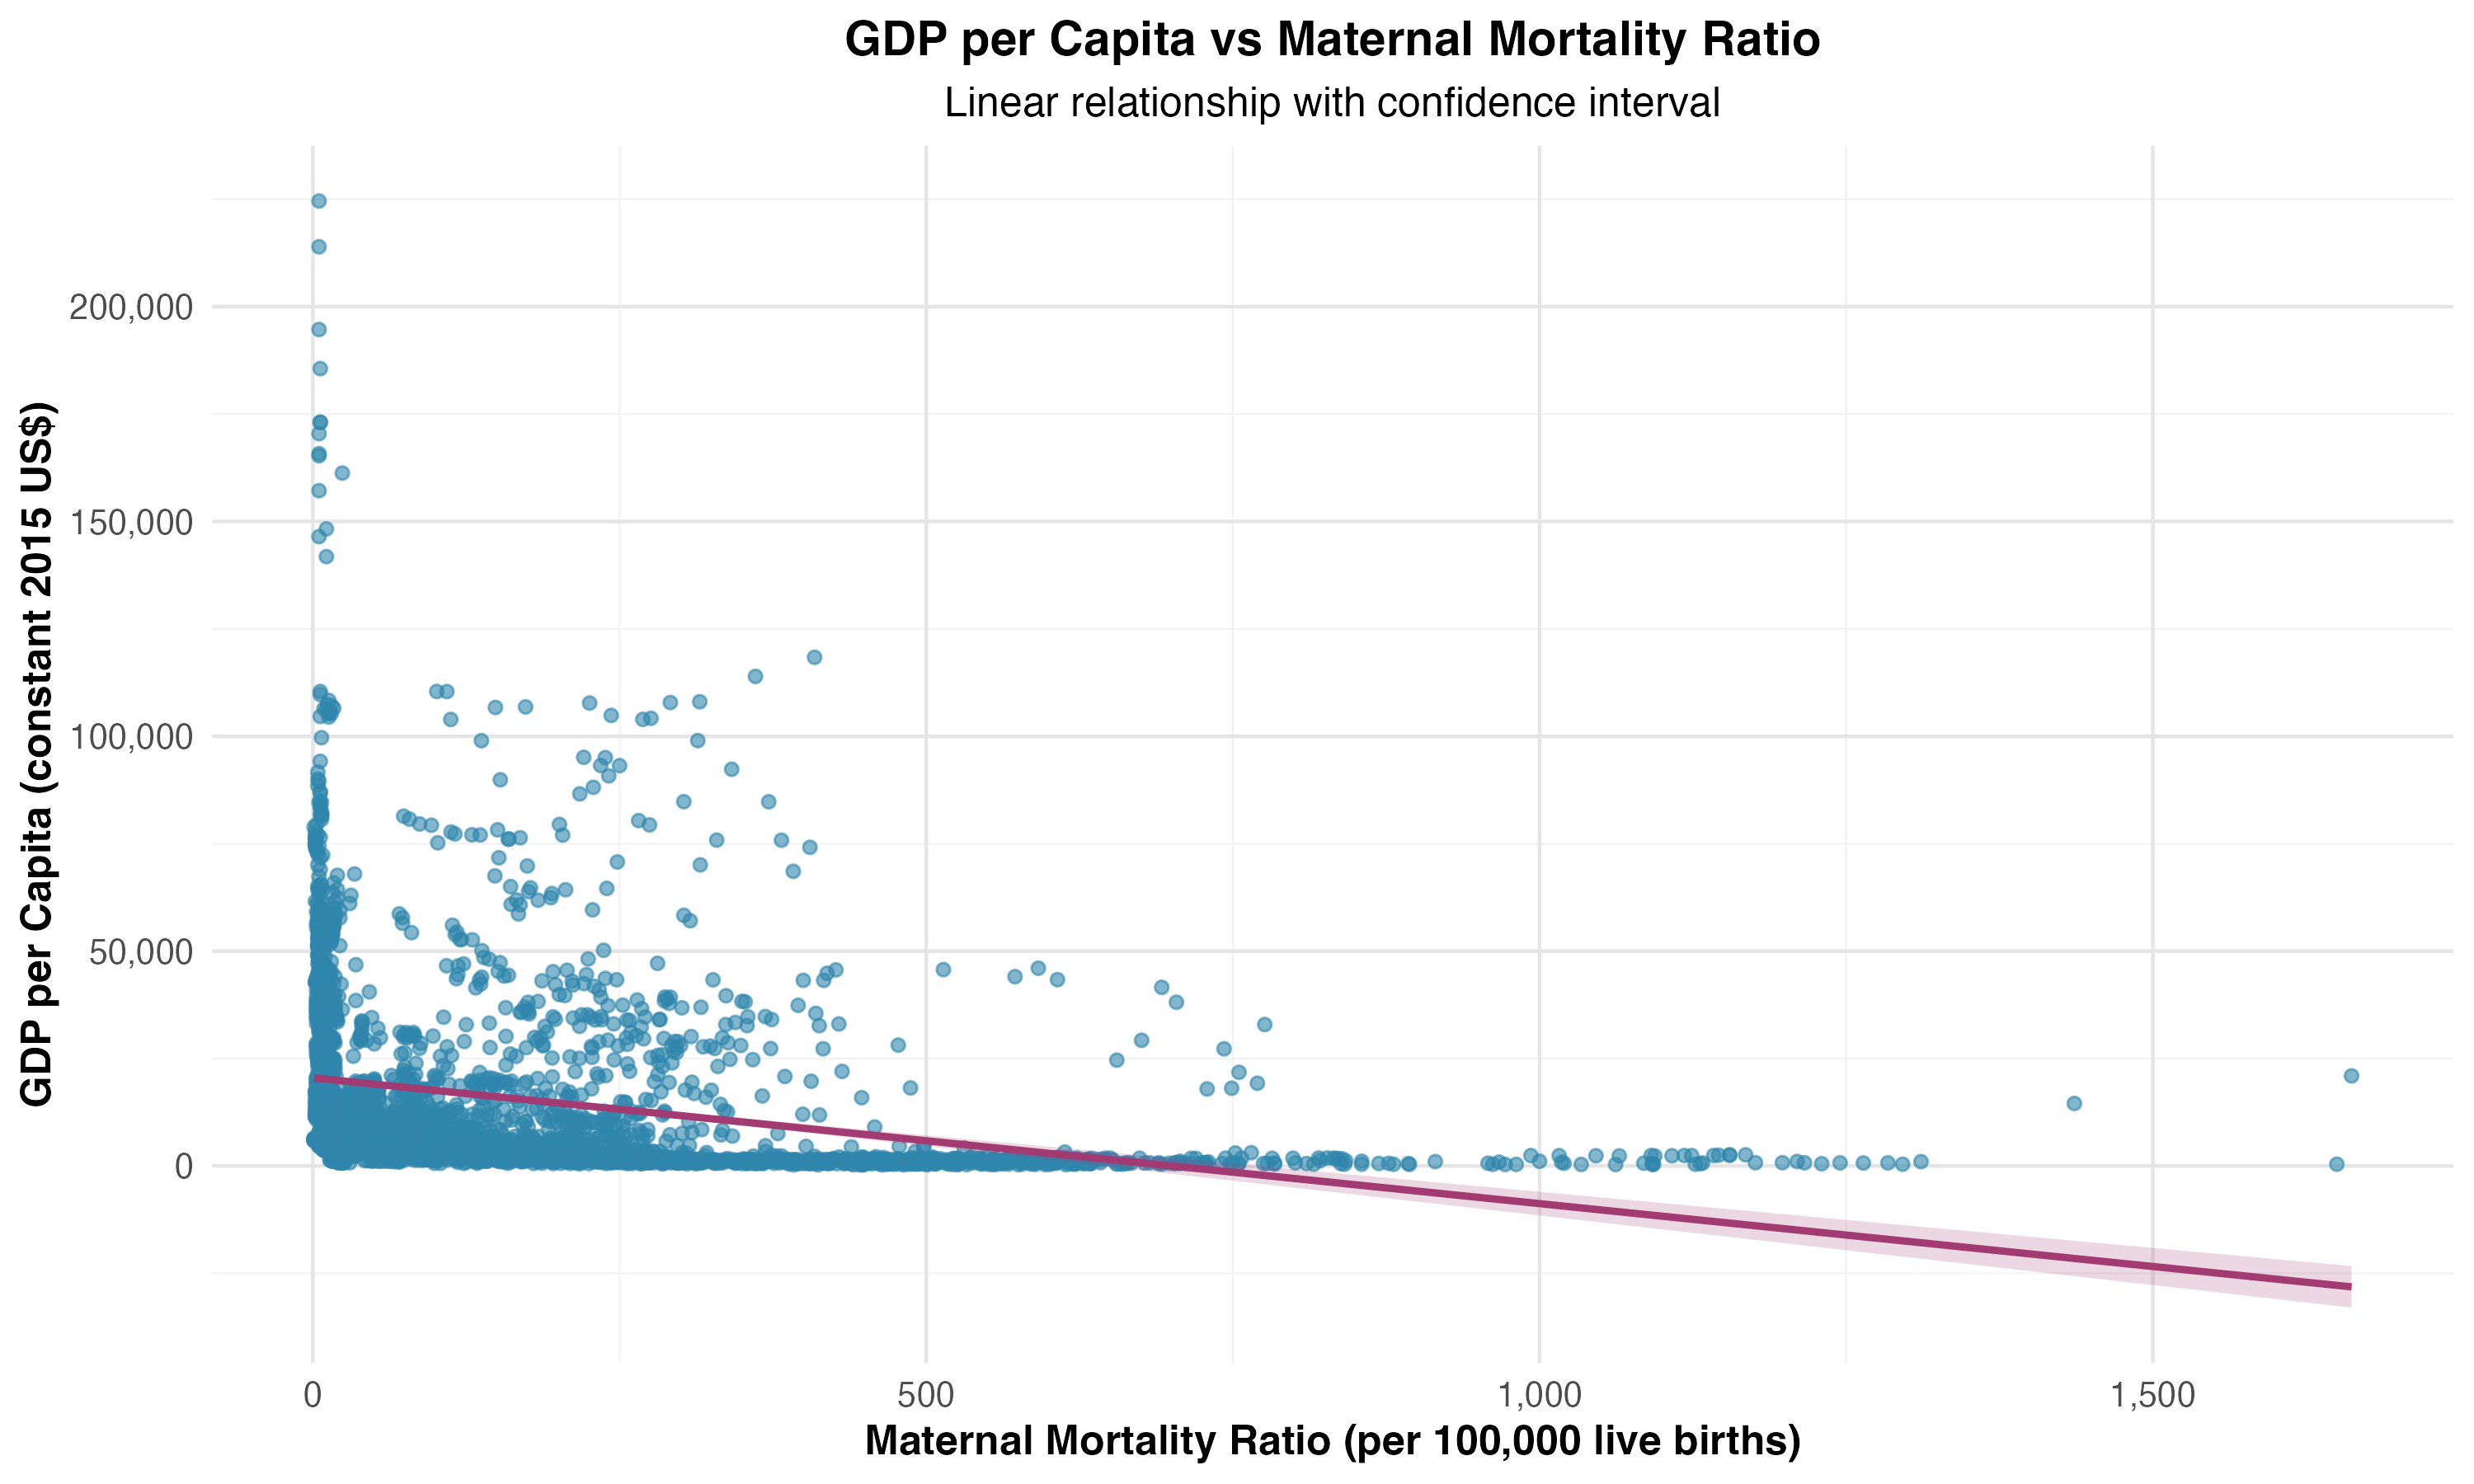 GDP per Capita vs Maternal Mortality Ratio
Linear relationship with confidence interval
GDP per Capita (constant 2015 US$)
200,000
150,000
100,000
50,000
0
0
500
1,000
1,500
Maternal Mortality Ratio (per 100,000 live births)